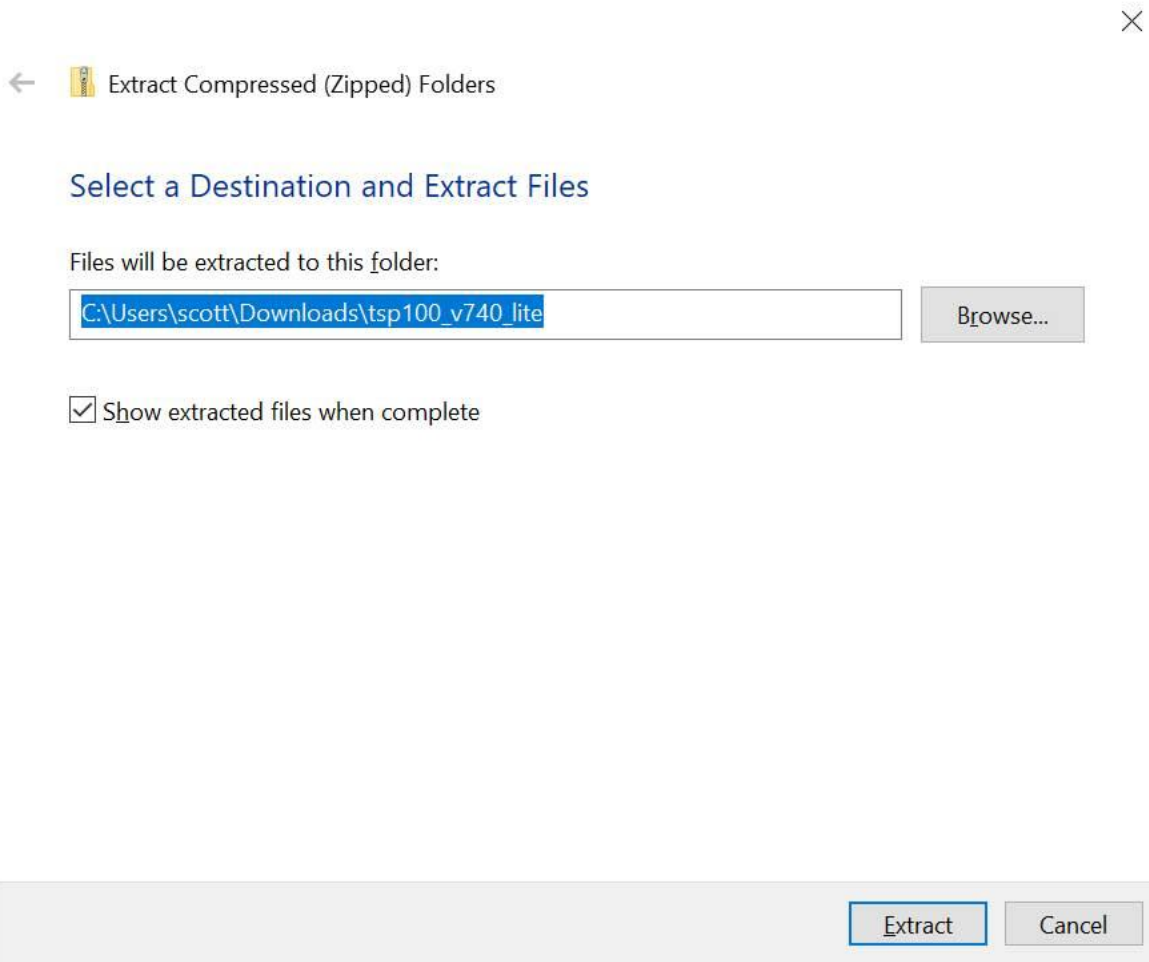 Extract Compressed (Zipped) Folders
Select a Destination and Extract Files
Files will be extracted to this folder:
C:\Users\scott\Downloads\tsp100_v740_lite
Browse...
Show extracted files when complete
Extract
Cancel